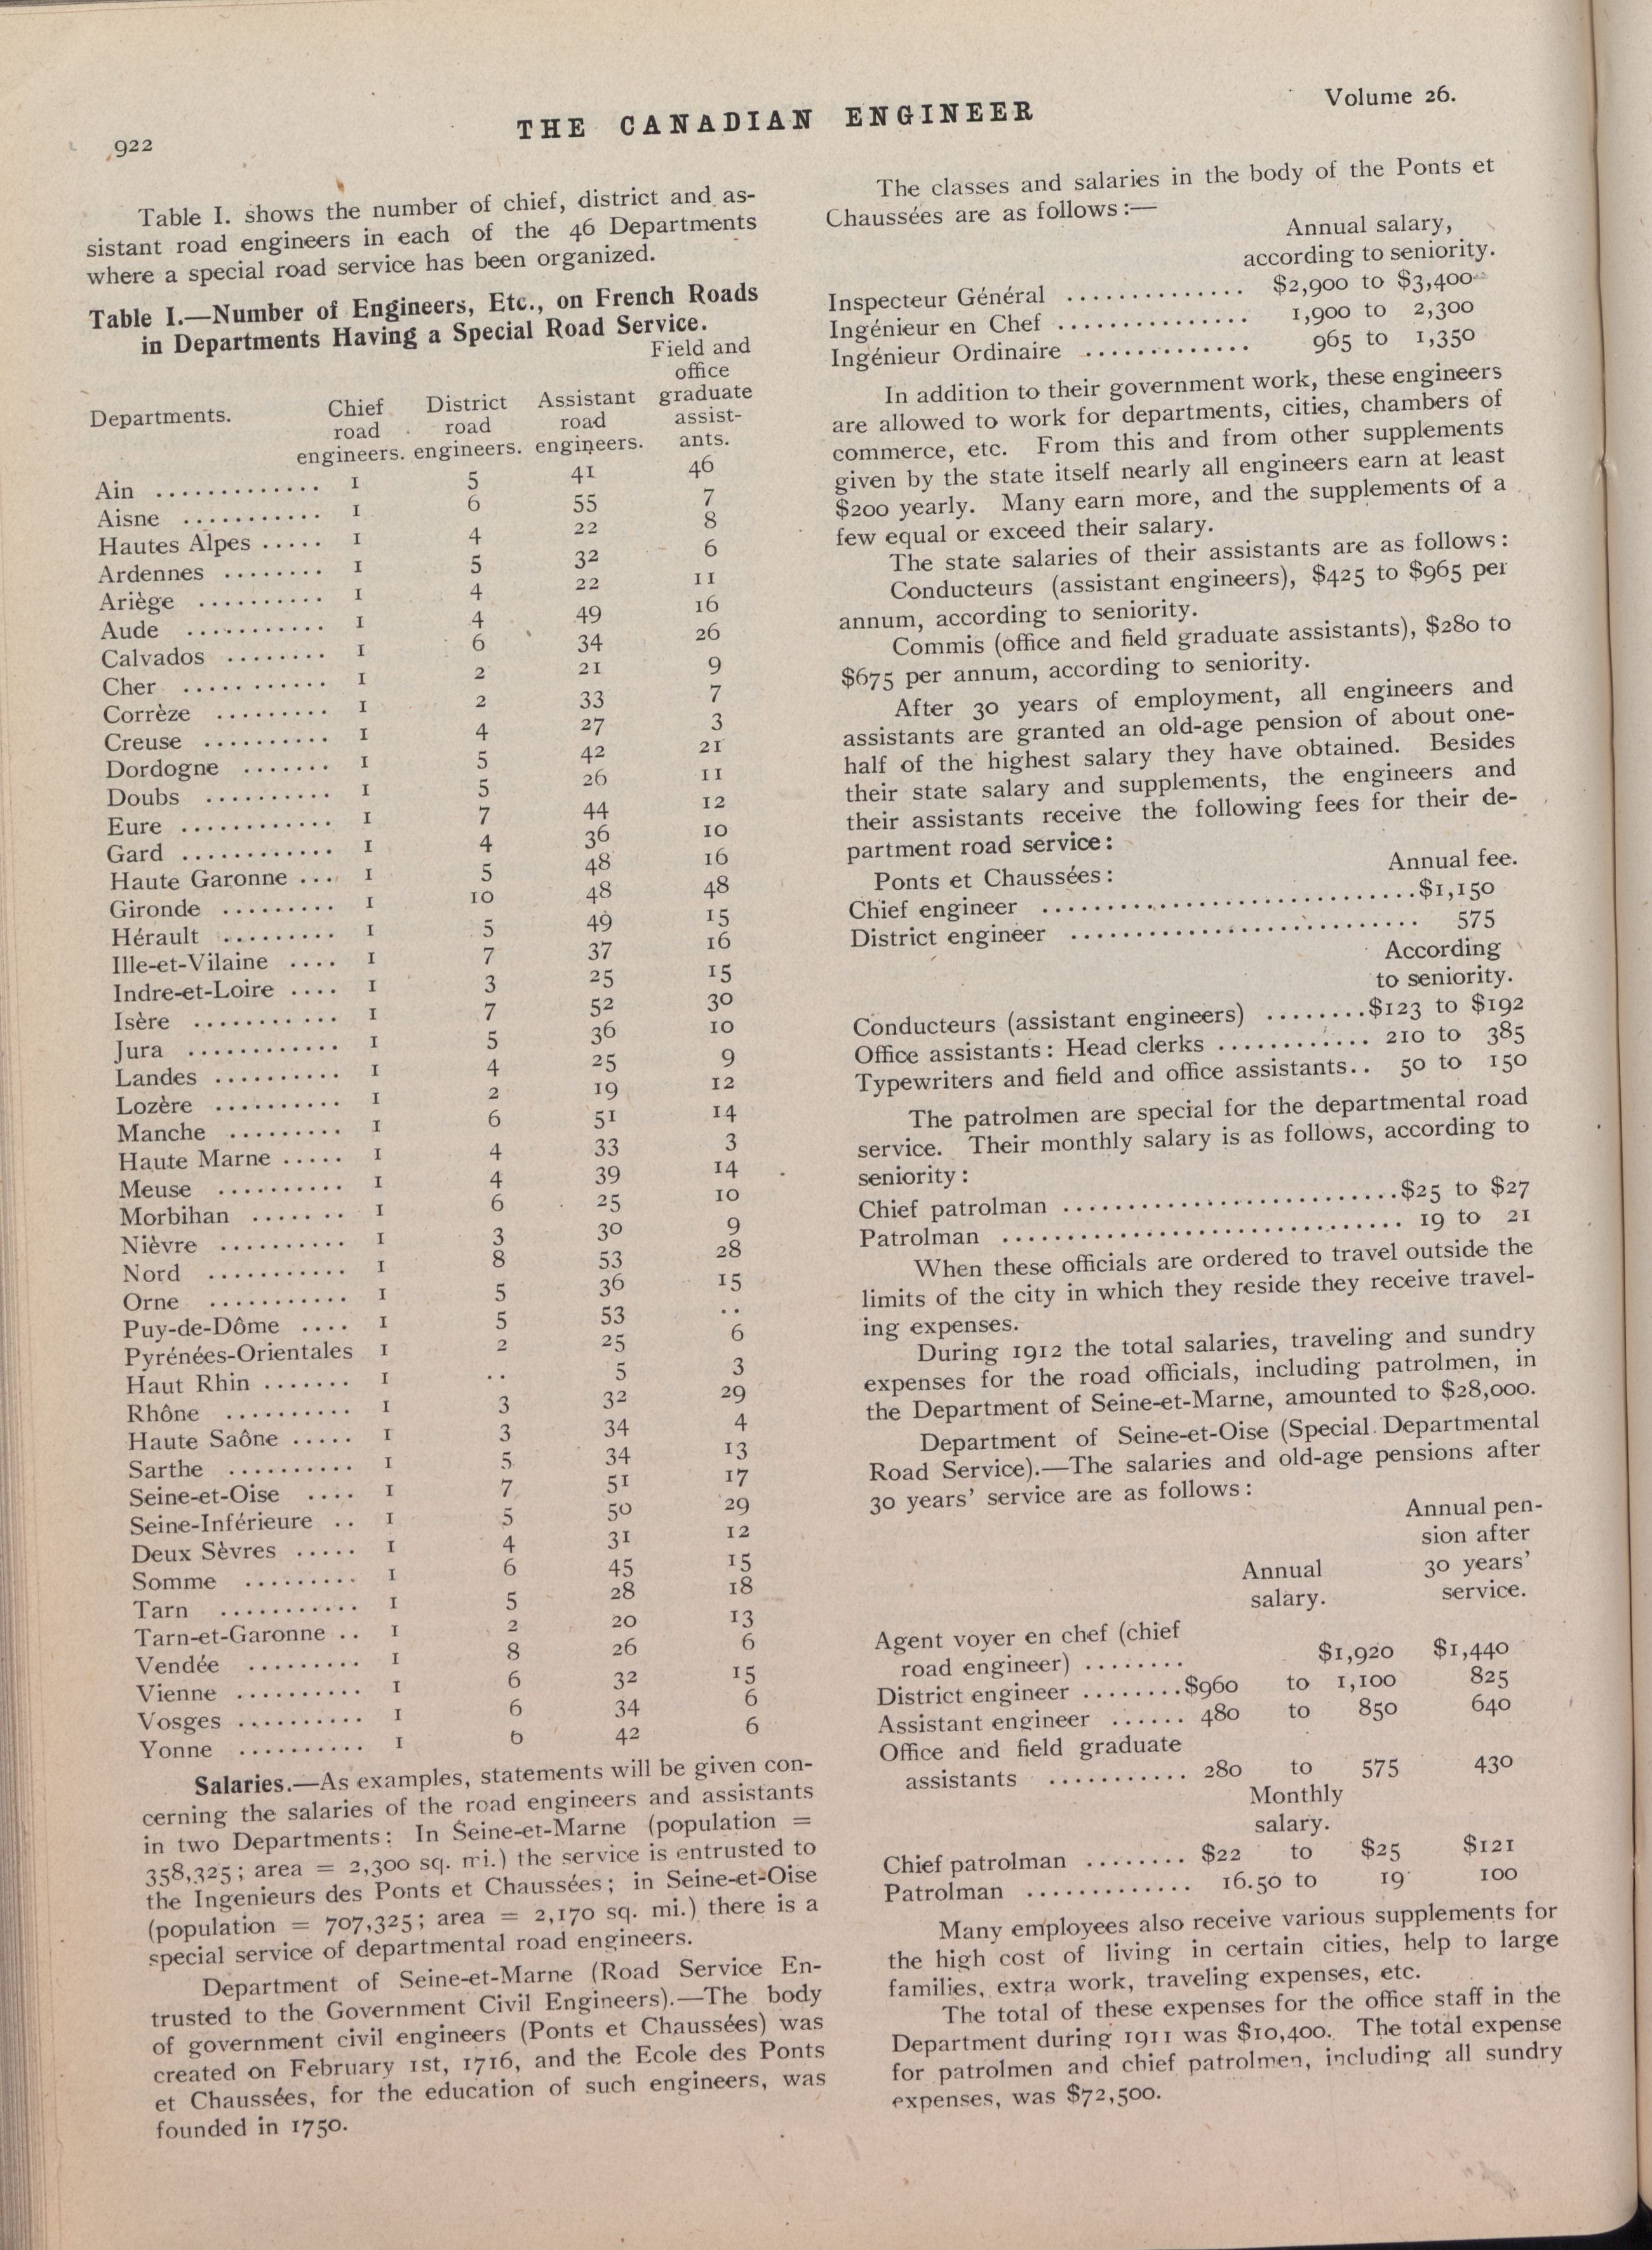 922
THE CANADIAN ENGINEER
Volume 26.
Table I. shows the number of chief, district and as-
sistant road engineers in each of the 46 Departments
where a special road service has been organized.
Table I.—Number of Engineers, Etc., on French Roads
in Departments Having a Special Road Service.
Field and
office
Departments. Chief District Assistant graduate
road road road assist-
engineers. engineers. engineers. ants.
Ain ............. 1 5 41 46
Aisne ........... 1 6 55 7
Hautes Alpes ..... 1 4 22 8
Ardennes ........ 1 5 32 6
Ariège .......... 1 4 22 11
Aude ........... 1 4 49 16
Calvados ........ 1 6 34 26
Cher ........... 1 2 21 9
Corrèze ......... 1 2 33 7
Creuse .......... 1 4 27 3
Dordogne ....... 1 5 42 21
Doubs .......... 1 5 26 11
Eure ............ 1 7 44 12
Gard ............ 1 4 36 10
Haute Garonne ... 1 5 48 16
Gironde ......... 1 10 48 48
Hérault ......... 1 5 49 15
Ille-et-Vilaine .... 1 7 37 16
Indre-et-Loire .... 1 3 25 15
Isère ........... 1 7 52 30
Jura ............ 1 5 36 10
Landes .......... 1 4 25 9
Lozère .......... 1 2 19 12
Manche ......... 1 6 51 14
Haute Marne ..... 1 4 33 3
Meuse .......... 1 4 39 14
Morbihan ....... 1 6 25 10
Nièvre .......... 1 3 30 9
Nord ........... 1 8 53 28
Orne ........... 1 5 36 15
Puy-de-Dôme .... 1 5 53 ..
Pyrénées-Orientales 1 2 25 6
Haut Rhin ....... 1 .. 5 3
Rhône .......... 1 3 32 29
Haute Saône ..... 1 3 34 4
Sarthe .......... 1 5 34 13
Seine-et-Oise .... 1 7 51 17
Seine-Inférieure .. 1 5 50 29
Deux Sèvres ..... 1 4 31 12
Somme ......... 1 6 45 15
Tarn ........... 1 5 28 18
Tarn-et-Garonne .. 1 2 20 13
Vendée ......... 1 8 26 6
Vienne .......... 1 6 32 15
Vosges .......... 1 6 34 6
Yonne .......... 1 6 42 6
Salaries.—As examples, statements will be given con-
cerning the salaries of the road engineers and assistants
in two Departments: In Seine-et-Marne (population =
358,325; area = 2,300 sq. mi.) the service is entrusted to
the Ingenieurs des Ponts et Chaussées; in Seine-et-Oise
(population = 707,325; area = 2,170 sq. mi.) there is a
special service of departmental road engineers.
Department of Seine-et-Marne (Road Service En-
trusted to the Government Civil Engineers).—The body
of government civil engineers (Ponts et Chaussées) was
created on February 1st, 1716, and the Ecole des Ponts
et Chaussées, for the education of such engineers, was
founded in 1750.
The classes and salaries in the body of the Ponts et
Chaussées are as follows:—
Annual salary,
according to seniority.
Inspecteur Général .............. $2,900 to $3,400
Ingénieur en Chef ............... 1,900 to 2,300
Ingénieur Ordinaire ............. 965 to 1,350
In addition to their government work, these engineers
are allowed to work for departments, cities, chambers of
commerce, etc. From this and from other supplements
given by the state itself nearly all engineers earn at least
$200 yearly. Many earn more, and the supplements of a
few equal or exceed their salary.
The state salaries of their assistants are as follows:
Conducteurs (assistant engineers), $425 to $965 per
annum, according to seniority.
Commis (office and field graduate assistants), $280 to
$675 per annum, according to seniority.
After 30 years of employment, all engineers and
assistants are granted an old-age pension of about one-
half of the highest salary they have obtained. Besides
their state salary and supplements, the engineers and
their assistants receive the following fees for their de-
partment road service:
Ponts et Chaussées: Annual fee.
Chief engineer ..............................$1,150
District engineer ............................ 575
According
to seniority.
Conducteurs (assistant engineers) ........$123 to $192
Office assistants: Head clerks ............ 210 to 385
Typewriters and field and office assistants.. 50 to 150
The patrolmen are special for the departmental road
service. Their monthly salary is as follows, according to
seniority:
Chief patrolman ...........................$25 to $27
Patrolman ................................ 19 to 21
When these officials are ordered to travel outside the
limits of the city in which they reside they receive travel-
ing expenses.
During 1912 the total salaries, traveling and sundry
expenses for the road officials, including patrolmen, in
the Department of Seine-et-Marne, amounted to $28,000.
Department of Seine-et-Oise (Special Departmental
Road Service).—The salaries and old-age pensions after
30 years' service are as follows:
Annual pen-
sion after
Annual 30 years'
salary. service.
Agent voyer en chef (chief
road engineer) ........ $1,920 $1,440
District engineer ........$960 to 1,100 825
Assistant engineer ...... 480 to 850 640
Office and field graduate
assistants ........... 280 to 575 430
Monthly
salary.
Chief patrolman ........ $22 to $25 $121
Patrolman ............. 16.50 to 19 100
Many employees also receive various supplements for
the high cost of living in certain cities, help to large
families, extra work, traveling expenses, etc.
The total of these expenses for the office staff in the
Department during 1911 was $10,400. The total expense
for patrolmen and chief patrolmen, including all sundry
expenses, was $72,500.